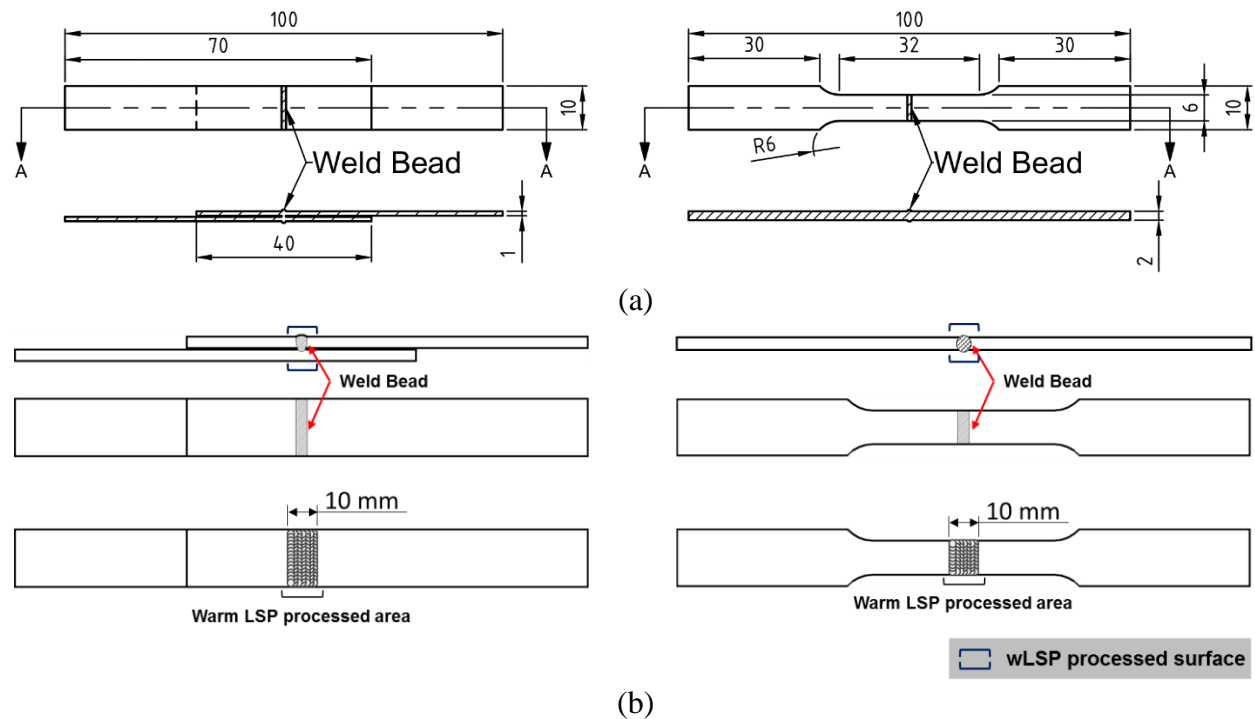 100
70
10
A
A
Weld Bead
40
1
100
30
32
30
6
10
R6
A
A
Weld Bead
2
(a)
Weld Bead
10 mm
Warm LSP processed area
Weld Bead
10 mm
Warm LSP processed area
wLSP processed surface
(b)